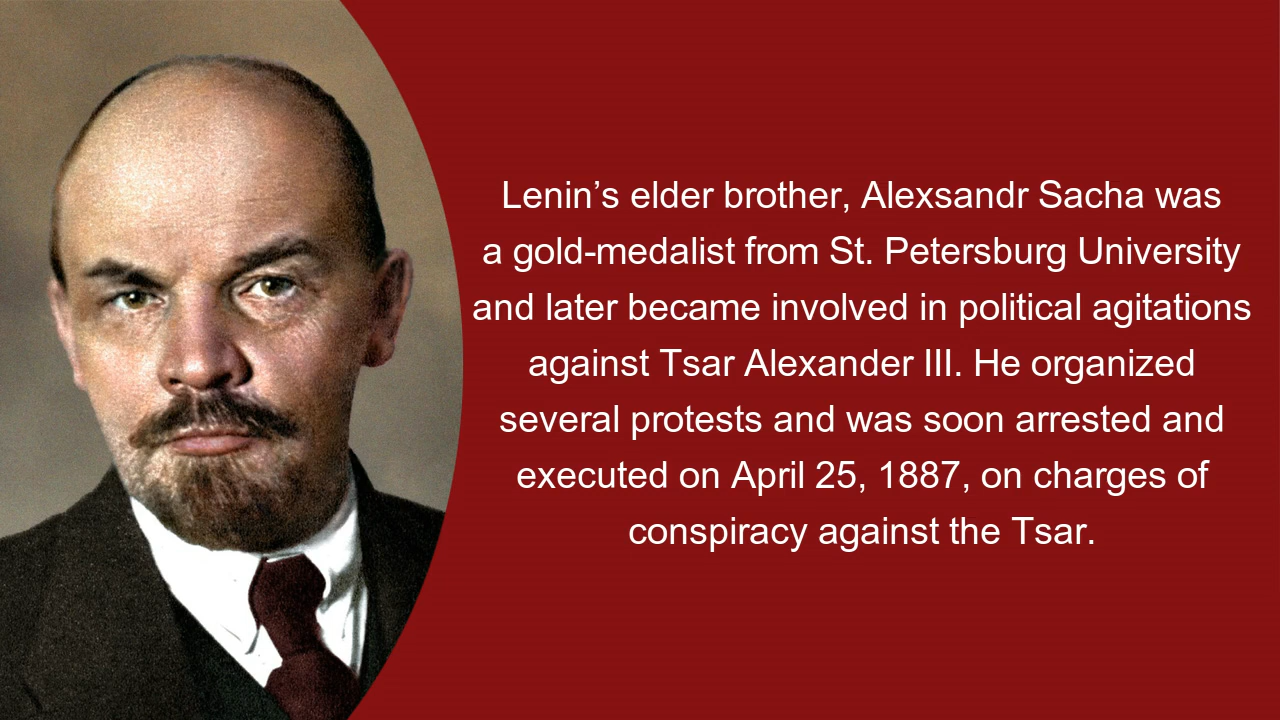 Lenin’s elder brother, Alexsandr Sacha was
a gold-medalist from St. Petersburg University
and later became involved in political agitations
against Tsar Alexander III. He organized
several protests and was soon arrested and
executed on April 25, 1887, on charges of
conspiracy against the Tsar.